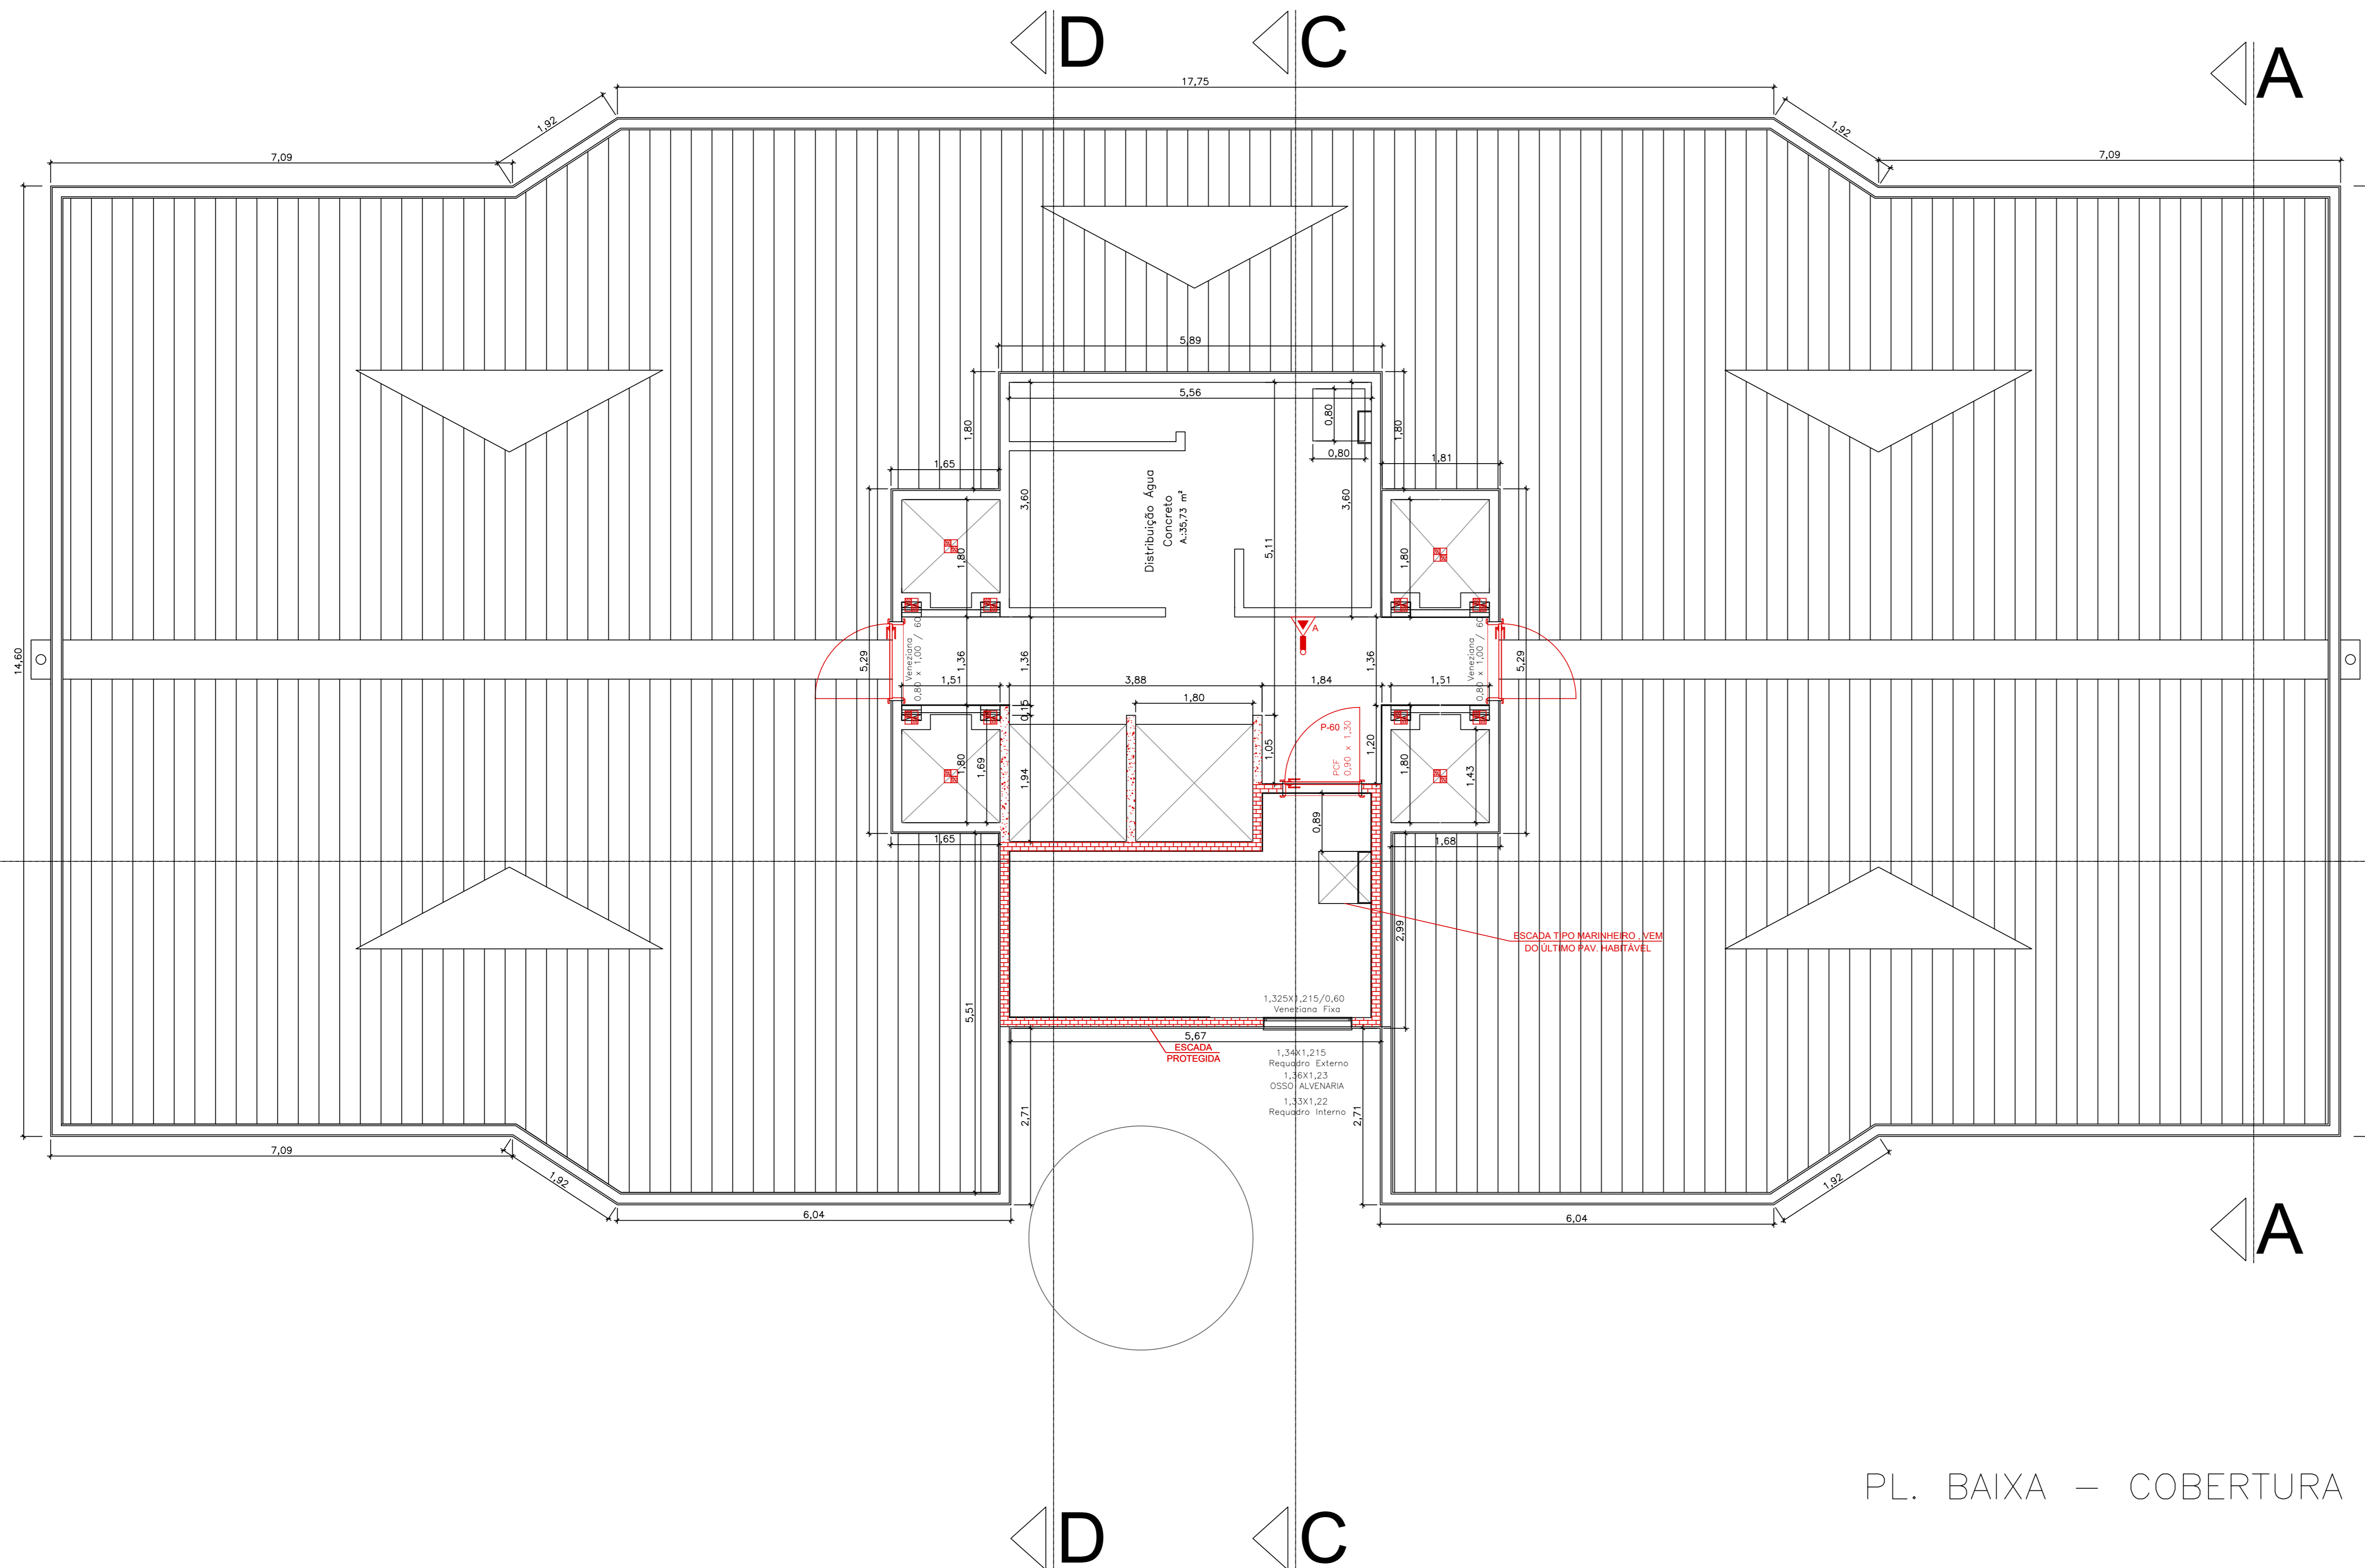 D
C
A
17,75
1,92
1,92
7,09
7,09
5,89
5,56
0,80
1,80
1,80
0,80
1,65
1,81
3,60
3,60
Distribuição Água
Concreto
A.:35,73 m²
5,11
1,80
1,80
14,60
5,29
Veneziana
0,80 x 1,00 / 60
1,36
1,36
A
1,36
Veneziana
0,80 x 1,00 / 60
5,29
1,51
3,88
1,84
1,51
1,80
0,15
P-60
PCF
0,90 x 1,30
1,05
1,20
1,80
1,69
1,94
1,80
1,43
0,89
1,65
1,68
2,99
ESCADA TIPO MARINHEIRO , VEM
DO ÚLTIMO PAV. HABITÁVEL
5,51
1,325X1,215/0,60
Veneziana Fixa
5,67
ESCADA
PROTEGIDA
1,34X1,215
Requadro Externo
1,36X1,23
OSSO ALVENARIA
1,33X1,22
Requadro Interno
2,71
2,71
7,09
1,92
1,92
6,04
6,04
A
PL. BAIXA – COBERTURA
D
C